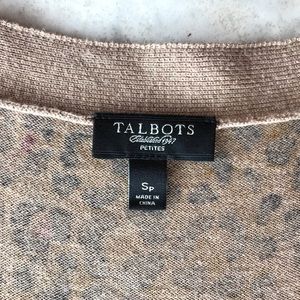 TALBOTS
Established 1947
PETITES
SP
MADE IN
CHINA